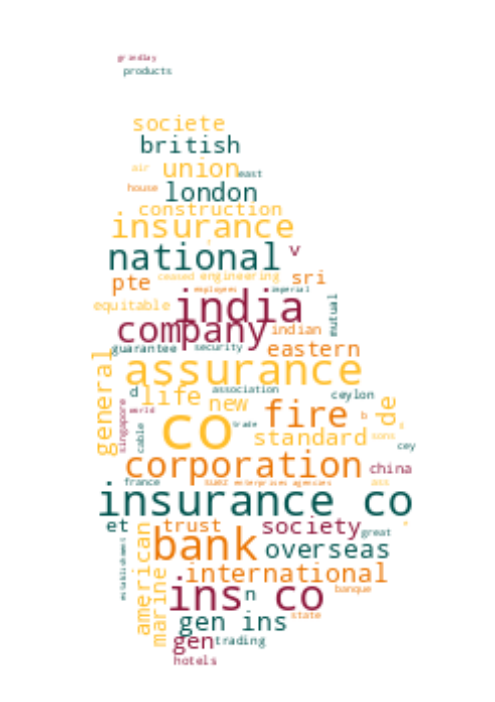 grindlay
products
societe
british
air union east
house london
construction
insurance
national v
pte ceased engineering sri
employees imperial
equitable india mutual
company indian
guarantee security eastern
general assurance
d life association ceylon
singapore world new fire b de
cable co trade standard sons cey
corporation china
france suez enterprises agencies ass
insurance co
et trust society great
establishment american bank overseas
marine international
ins n co banque
gen ins state
gen trading
hotels